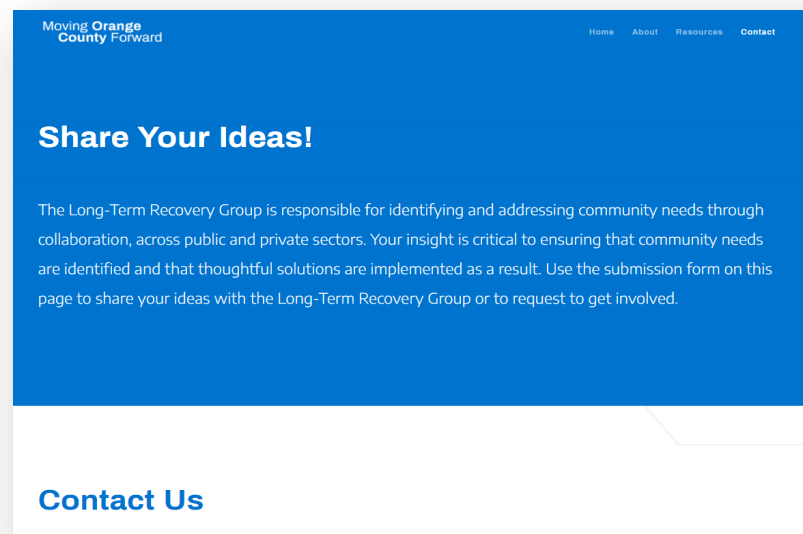 Moving Orange
County Forward
Home About Resources Contact
Share Your Ideas!
The Long-Term Recovery Group is responsible for identifying and addressing community needs through
collaboration, across public and private sectors. Your insight is critical to ensuring that community needs
are identified and that thoughtful solutions are implemented as a result. Use the submission form on this
page to share your ideas with the Long-Term Recovery Group or to request to get involved.
Contact Us